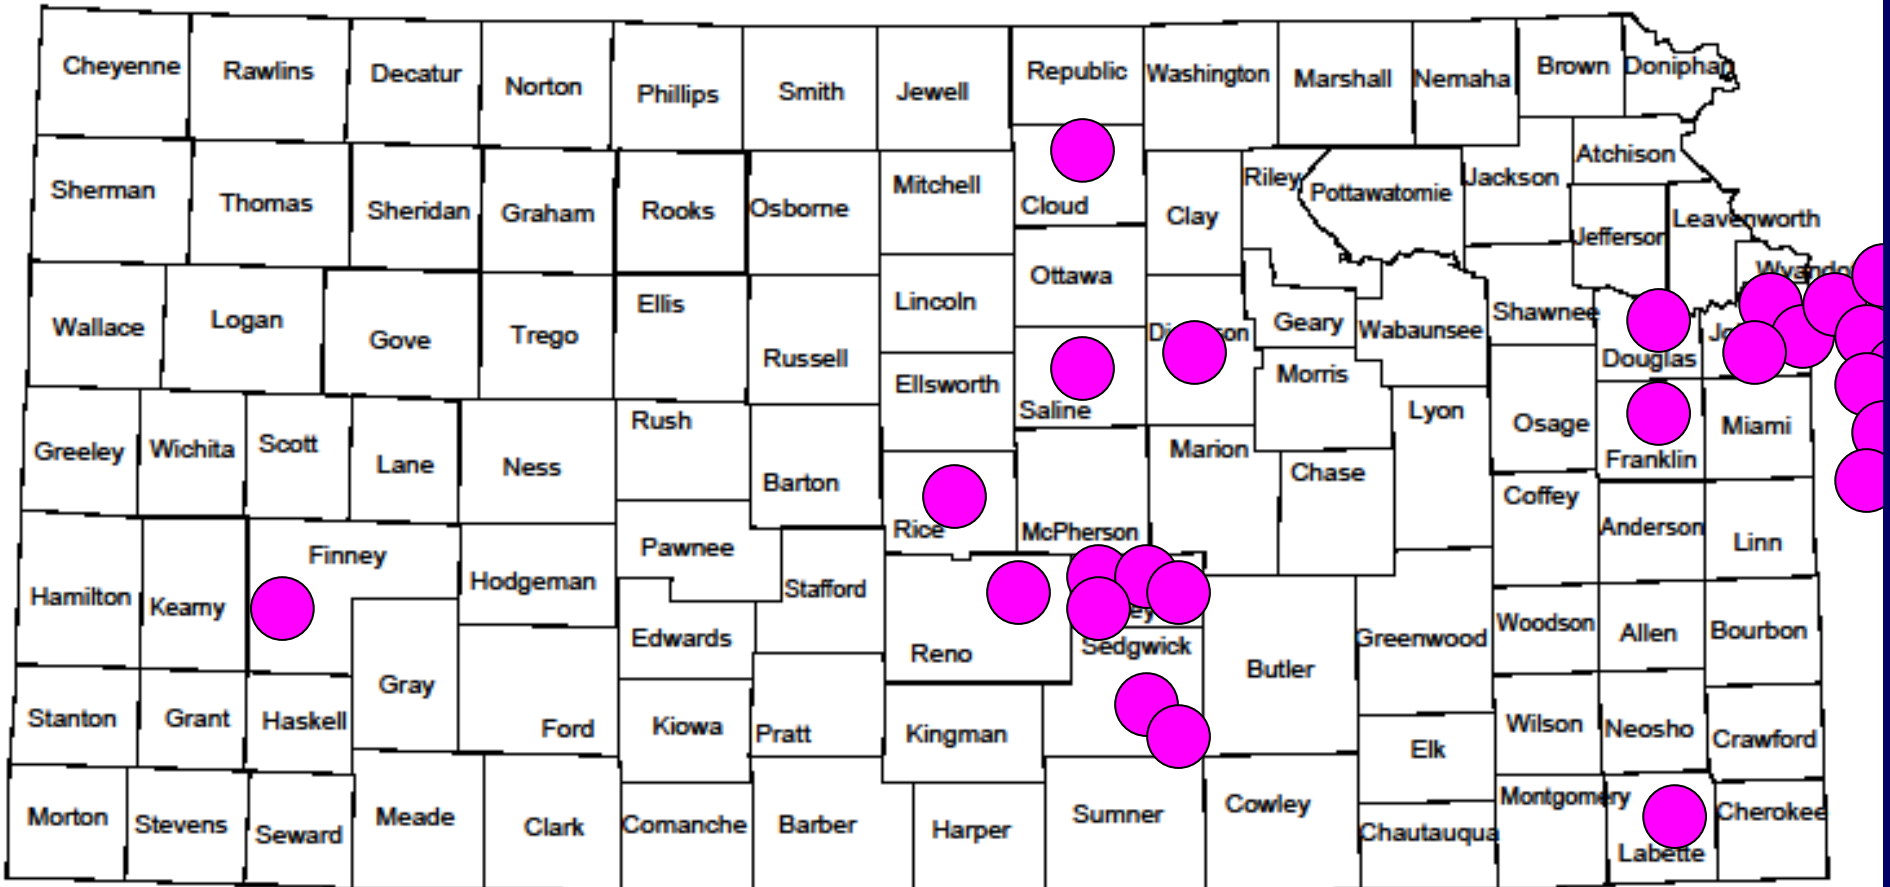 Cheyenne
Rawlins
Decatur
Norton
Phillips
Smith
Jewell
Republic
Washington
Marshall
Nemaha
Brown
Doniphan
Sherman
Thomas
Sheridan
Graham
Rooks
Osborne
Mitchell
Cloud
Clay
Riley
Pottawatomie
Jackson
Atchison
Jefferson
Leavenworth
Wallace
Logan
Gove
Trego
Ellis
Russell
Lincoln
Ottawa
Geary
Wabaunsee
Shawnee
Douglas
Greeley
Wichita
Scott
Lane
Ness
Rush
Barton
Ellsworth
Saline
Morris
Lyon
Osage
Franklin
Miami
Rice
McPherson
Marion
Chase
Coffey
Anderson
Linn
Hamilton
Kearny
Finney
Hodgeman
Pawnee
Stafford
Reno
Sedgwick
Butler
Greenwood
Woodson
Allen
Bourbon
Stanton
Grant
Haskell
Gray
Ford
Edwards
Kiowa
Pratt
Kingman
Elk
Wilson
Neosho
Crawford
Morton
Stevens
Seward
Meade
Clark
Comanche
Barber
Harper
Sumner
Cowley
Chautauqua
Montgomery
Labette
Cherokee